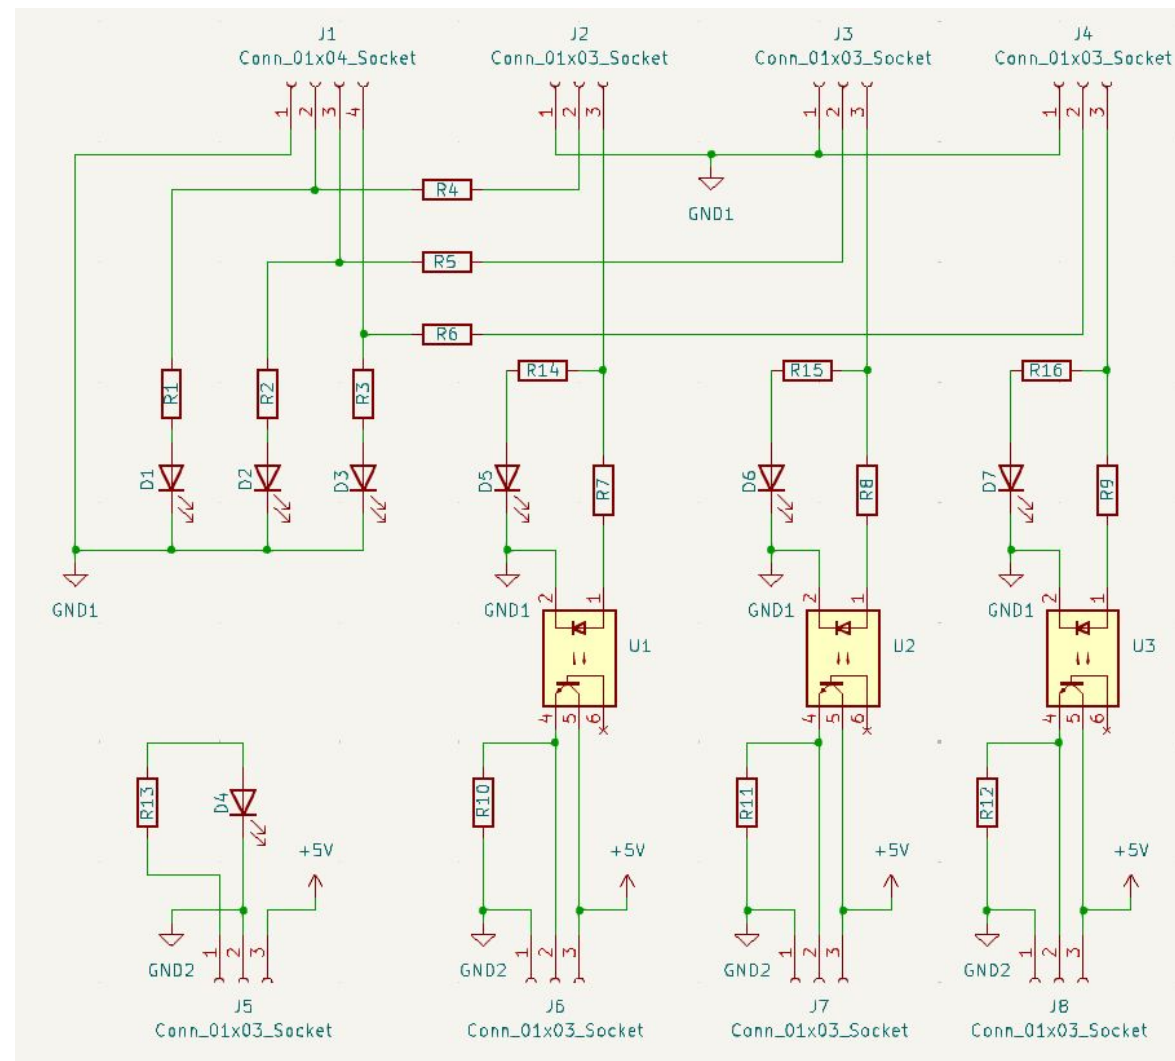 J1
Conn_01x04_Socket
J2
Conn_01x03_Socket
J3
Conn_01x03_Socket
J4
Conn_01x03_Socket
1 2 3 4
1 2 3
1 2 3
1 2 3
R4
GND1
R5
R6
R14
R15
R16
R1
R2
R3
D1
D2
D3
D5
R7
D6
R8
D7
R9
GND1
GND1
GND1
GND1
2 1
2 1
2 1
U1
U2
U3
4 5 6
4 5 6
4 5 6
R13
D4
R10
R11
R12
+5V
+5V
+5V
+5V
GND2
1 2 3
GND2
1 2 3
GND2
1 2 3
GND2
1 2 3
J5
Conn_01x03_Socket
J6
Conn_01x03_Socket
J7
Conn_01x03_Socket
J8
Conn_01x03_Socket